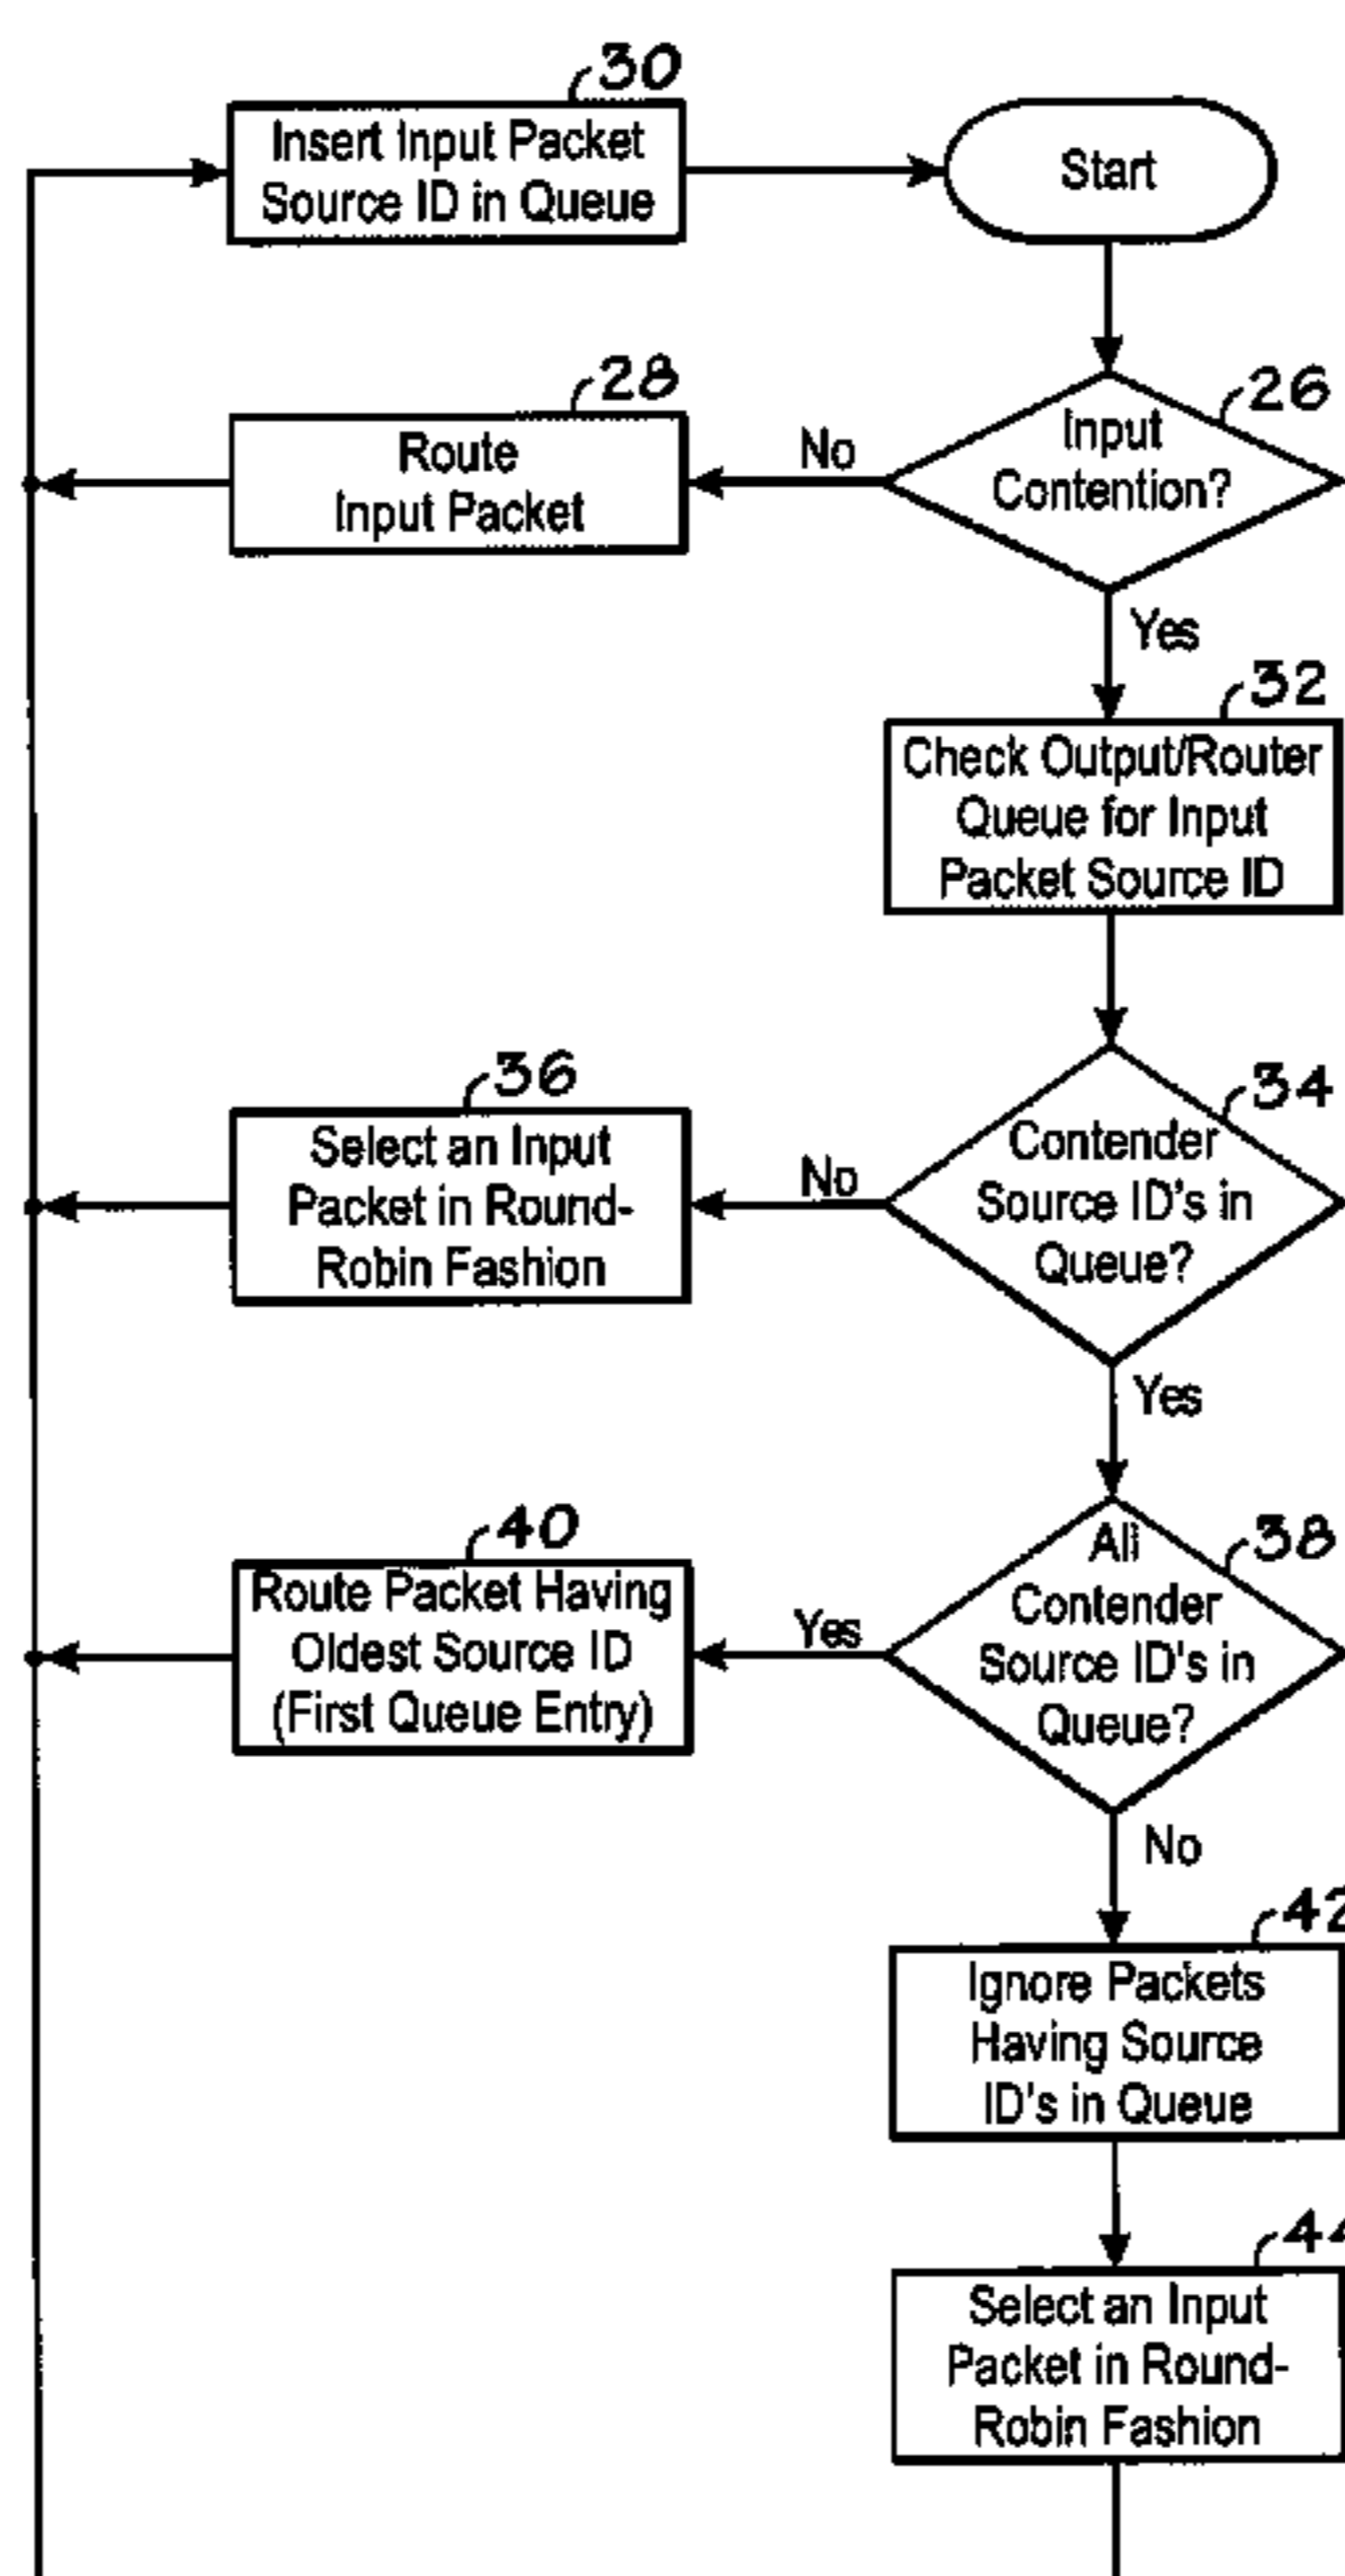 30
Insert Input Packet
Source ID in Queue
Start
28
Route
Input Packet
No
26
Input
Contention?
Yes
32
Check Output/Router
Queue for Input
Packet Source ID
36
Select an Input
Packet in Round-
Robin Fashion
No
34
Contender
Source ID's in
Queue?
Yes
40
Route Packet Having
Oldest Source ID
(First Queue Entry)
Yes
38
All
Contender
Source ID's in
Queue?
No
42
Ignore Packets
Having Source
ID's in Queue
44
Select an Input
Packet in Round-
Robin Fashion